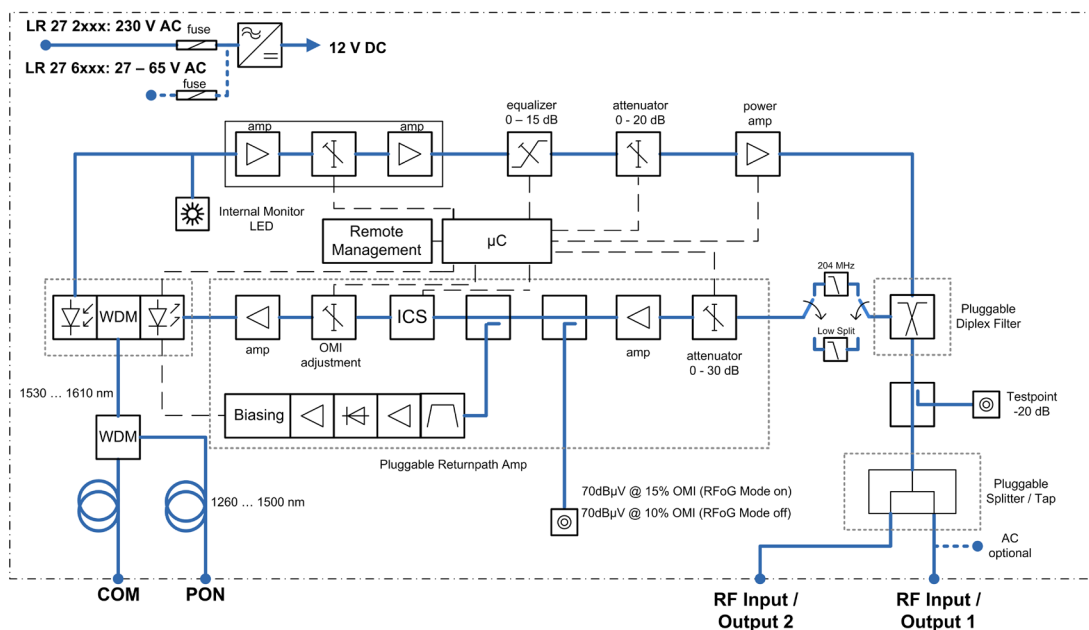 LR 27 2xxx: 230 V AC
fuse
12 V DC
LR 27 6xxx: 27 – 65 V AC
fuse
amp
amp
equalizer
0 – 15 dB
attenuator
0 - 20 dB
power
amp
Internal Monitor
LED
Remote
Management
µC
204 MHz
Low Split
Pluggable
Diplex Filter
WDM
amp
OMI
adjustment
ICS
amp
attenuator
0 - 30 dB
1530 ... 1610 nm
Biasing
Testpoint
-20 dB
WDM
Pluggable Returnpath Amp
1260 ... 1500 nm
70dBµV @ 15% OMI (RFoG Mode on)
70dBµV @ 10% OMI (RFoG Mode off)
Pluggable
Splitter / Tap
AC
optional
COM
PON
RF Input /
Output 2
RF Input /
Output 1